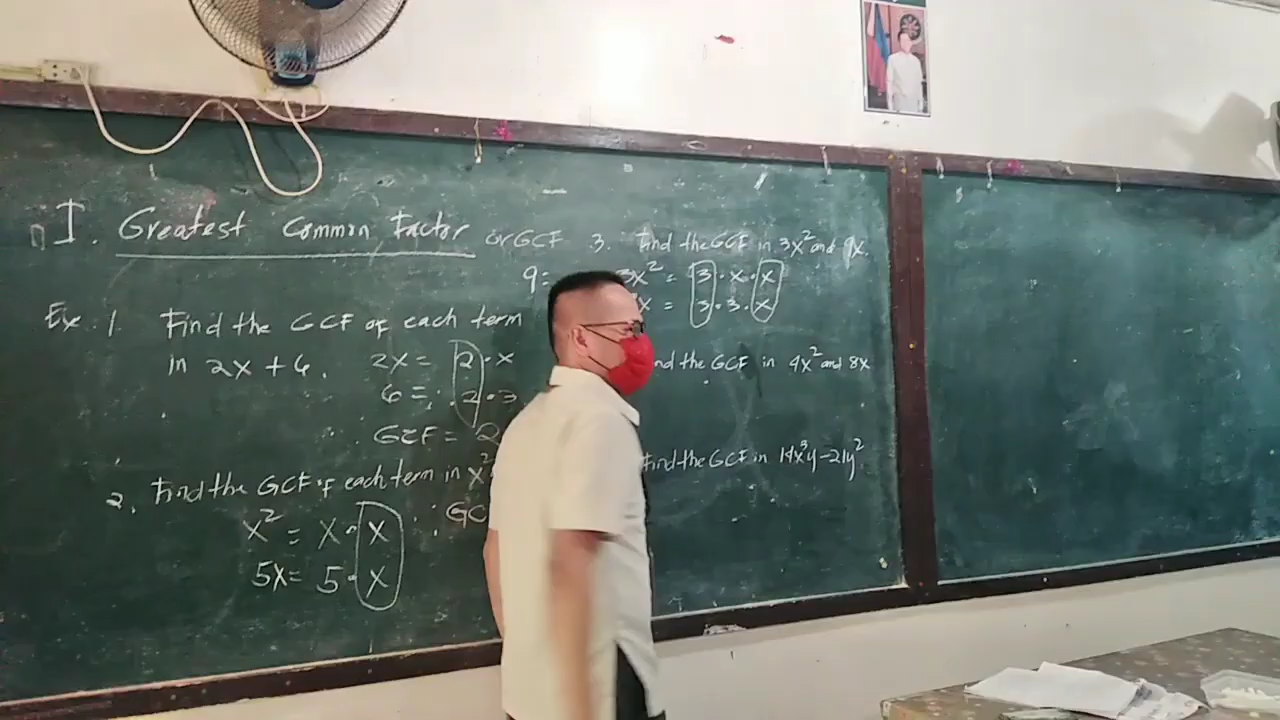 I. Greatest Common Factor or GCF
Ex. 1. Find the GCF of each term
in 2x + 6.
2x = 2 · x
6 = 2 · 3
GCF = 2
2. Find the GCF of each term in x²
x² = x · x
5x = 5 · x
GC
3. Find the GCF in 3x² and 9x.
9=
3x² = 3 · x · x
x = 3 · 3 · x
nd the GCF in 4x² and 8x
Find the GCF in 14x³y - 21y²